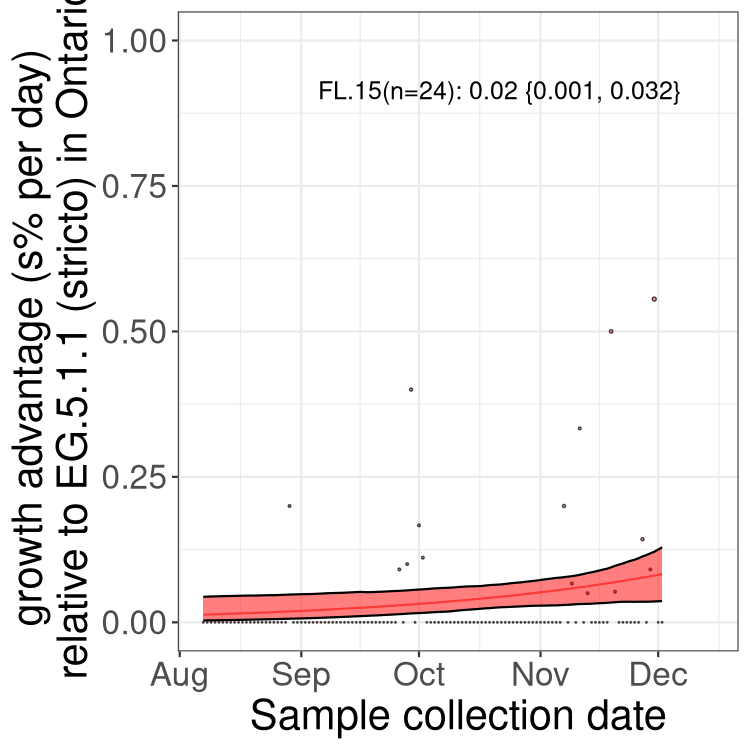 growth advantage (s% per day)
relative to EG.5.1.1 (stricto) in Ontario
1.00
0.75
0.50
0.25
0.00
FL.15(n=24): 0.02 {0.001, 0.032}
Aug Sep Oct Nov Dec
Sample collection date